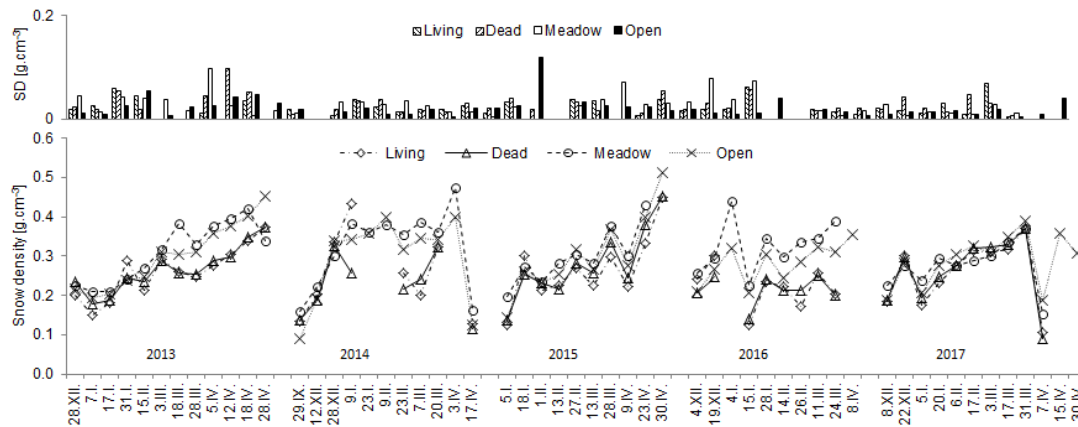 SD [g.cm⁻³]
0.2
0
Living Dead Meadow Open
Snow density [g.cm⁻³]
0.6
0.5
0.4
0.3
0.2
0.1
0.0
Living Dead Meadow Open
2013 2014 2015 2016 2017
28.XII. 7.I. 17.I. 31.I. 15.II. 3.III. 18.III. 28.III. 5.IV. 12.IV. 18.IV. 28.IV. 29.IX. 12.XII. 28.XII. 9.I. 23.I. 9.II. 23.II. 7.III. 20.III. 3.IV. 17.IV. 5.I. 18.I. 1.II. 13.II. 27.II. 13.III. 28.III. 9.IV. 23.IV. 30.IV. 4.XII. 19.XII. 4.I. 15.I. 28.I. 14.II. 26.II. 11.III. 24.III. 8.IV. 8.XII. 22.XII. 5.I. 20.I. 6.II. 17.II. 3.III. 17.III. 31.III. 7.IV. 15.IV. 30.IV.